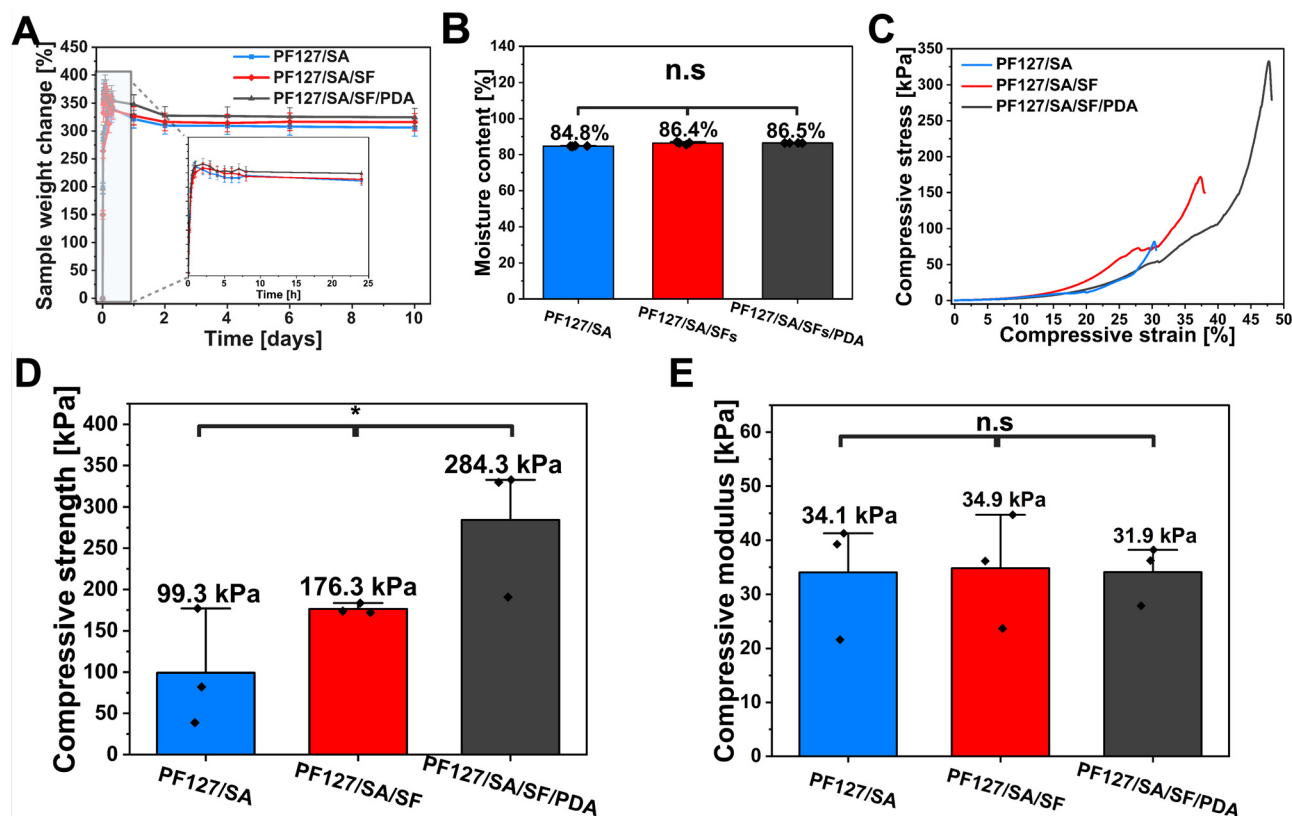 A
Sample weight change [%]
450
400
350
300
250
200
150
100
50
0
PF127/SA
PF127/SA/SF
PF127/SA/SF/PDA
0
5
10
15
20
25
Time [h]
0
2
4
6
8
10
Time [days]
B
Moisture content [%]
140
120
100
80
60
40
20
0
n.s
84.8%
86.4%
86.5%
PF127/SA
PF127/SA/SFs
PF127/SA/SFs/PDA
C
Compressive stress [kPa]
350
300
250
200
150
100
50
0
PF127/SA
PF127/SA/SF
PF127/SA/SF/PDA
0
5
10
15
20
25
30
35
40
45
50
Compressive strain [%]
D
Compressive strength [kPa]
400
350
300
250
200
150
100
50
0
*
99.3 kPa
176.3 kPa
284.3 kPa
PF127/SA
PF127/SA/SF
PF127/SA/SF/PDA
E
Compressive modulus [kPa]
60
50
40
30
20
10
0
n.s
34.1 kPa
34.9 kPa
31.9 kPa
PF127/SA
PF127/SA/SF
PF127/SA/SF/PDA